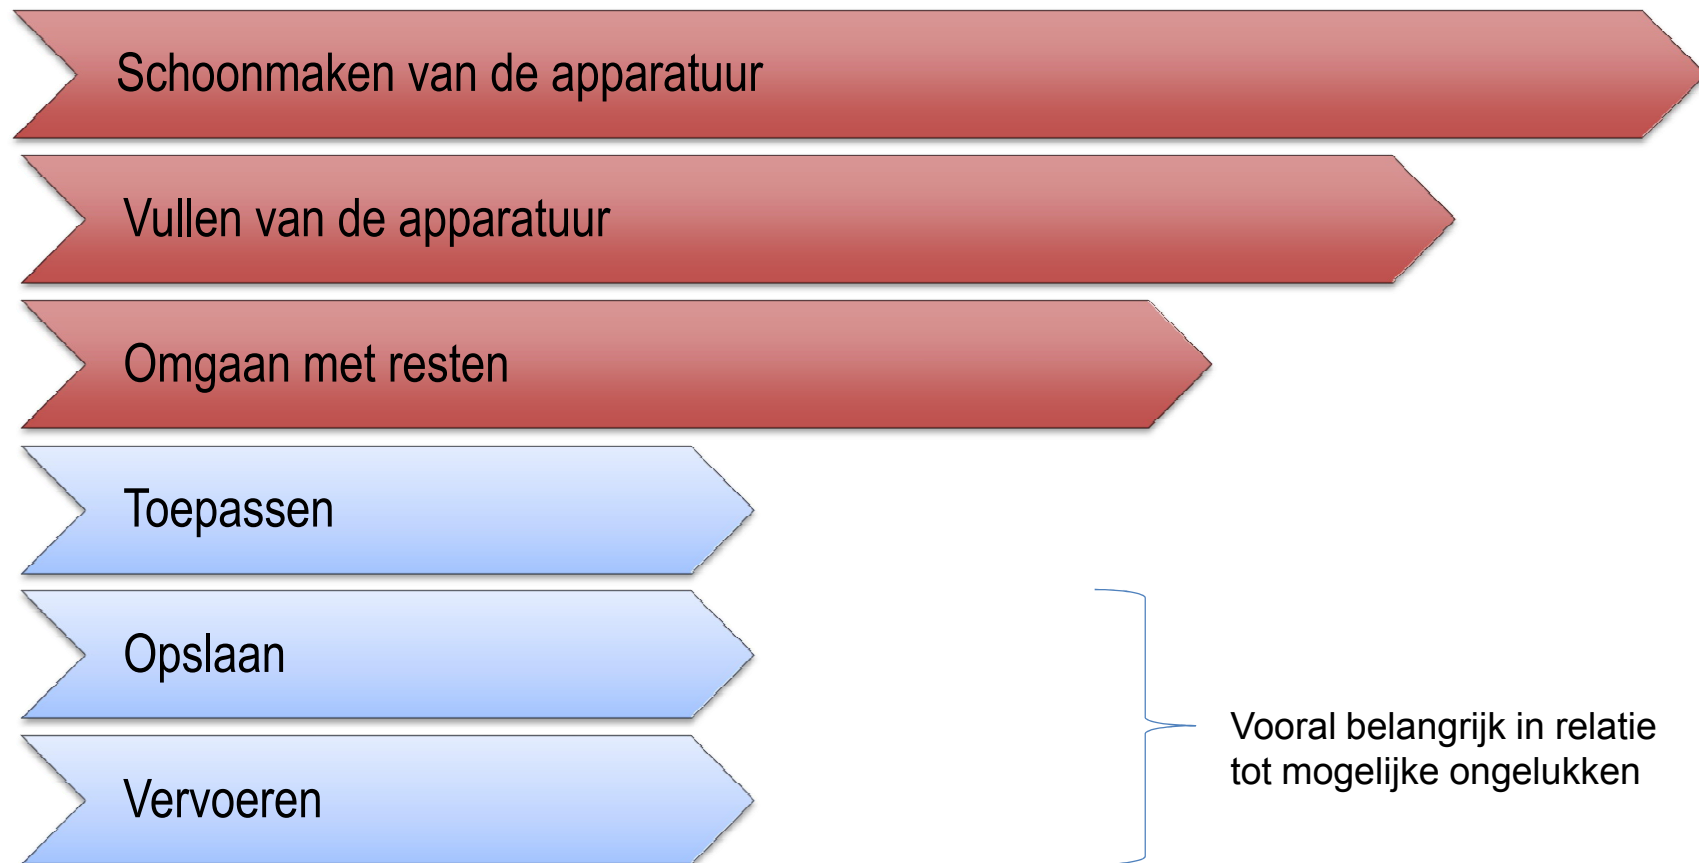 Schoonmaken van de apparatuur
Vullen van de apparatuur
Omgaan met resten
Toepassen
Opslaan
Vervoeren
Vooral belangrijk in relatie
tot mogelijke ongelukken